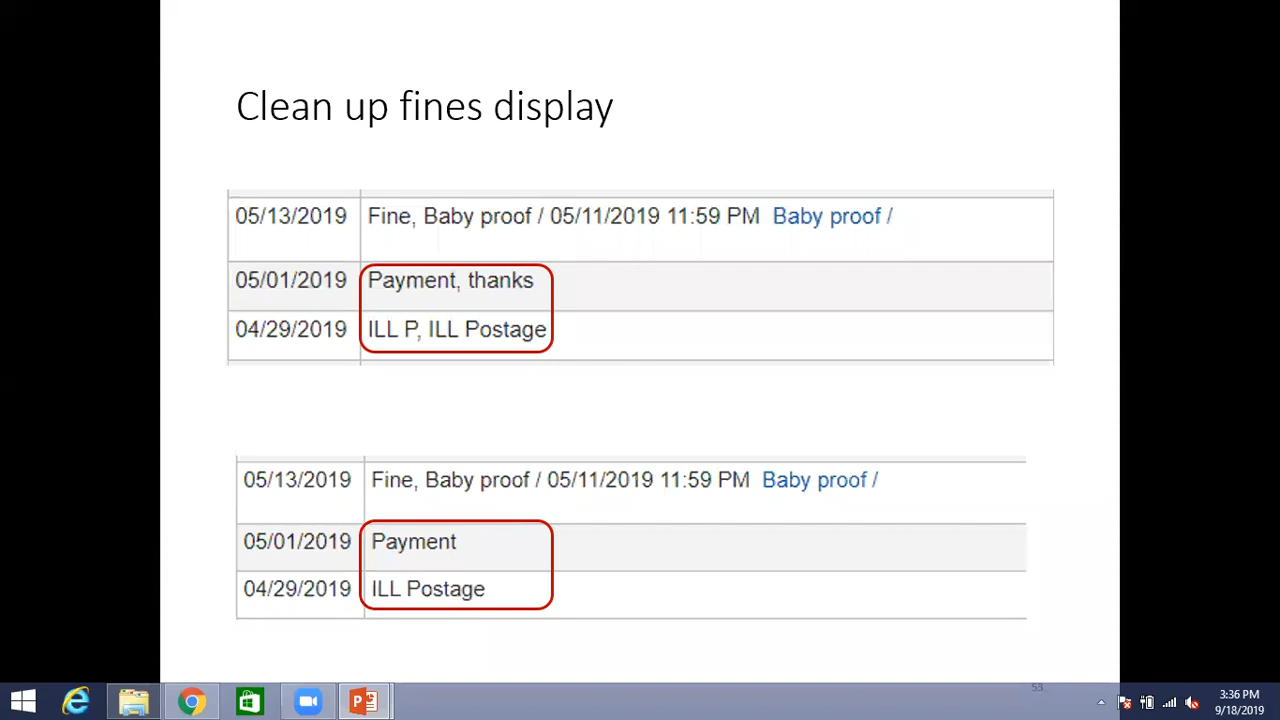 Clean up fines display
05/13/2019 Fine, Baby proof / 05/11/2019 11:59 PM Baby proof /
05/01/2019 Payment, thanks
04/29/2019 ILL P, ILL Postage
05/13/2019 Fine, Baby proof / 05/11/2019 11:59 PM Baby proof /
05/01/2019 Payment
04/29/2019 ILL Postage
53
3:36 PM
9/18/2019